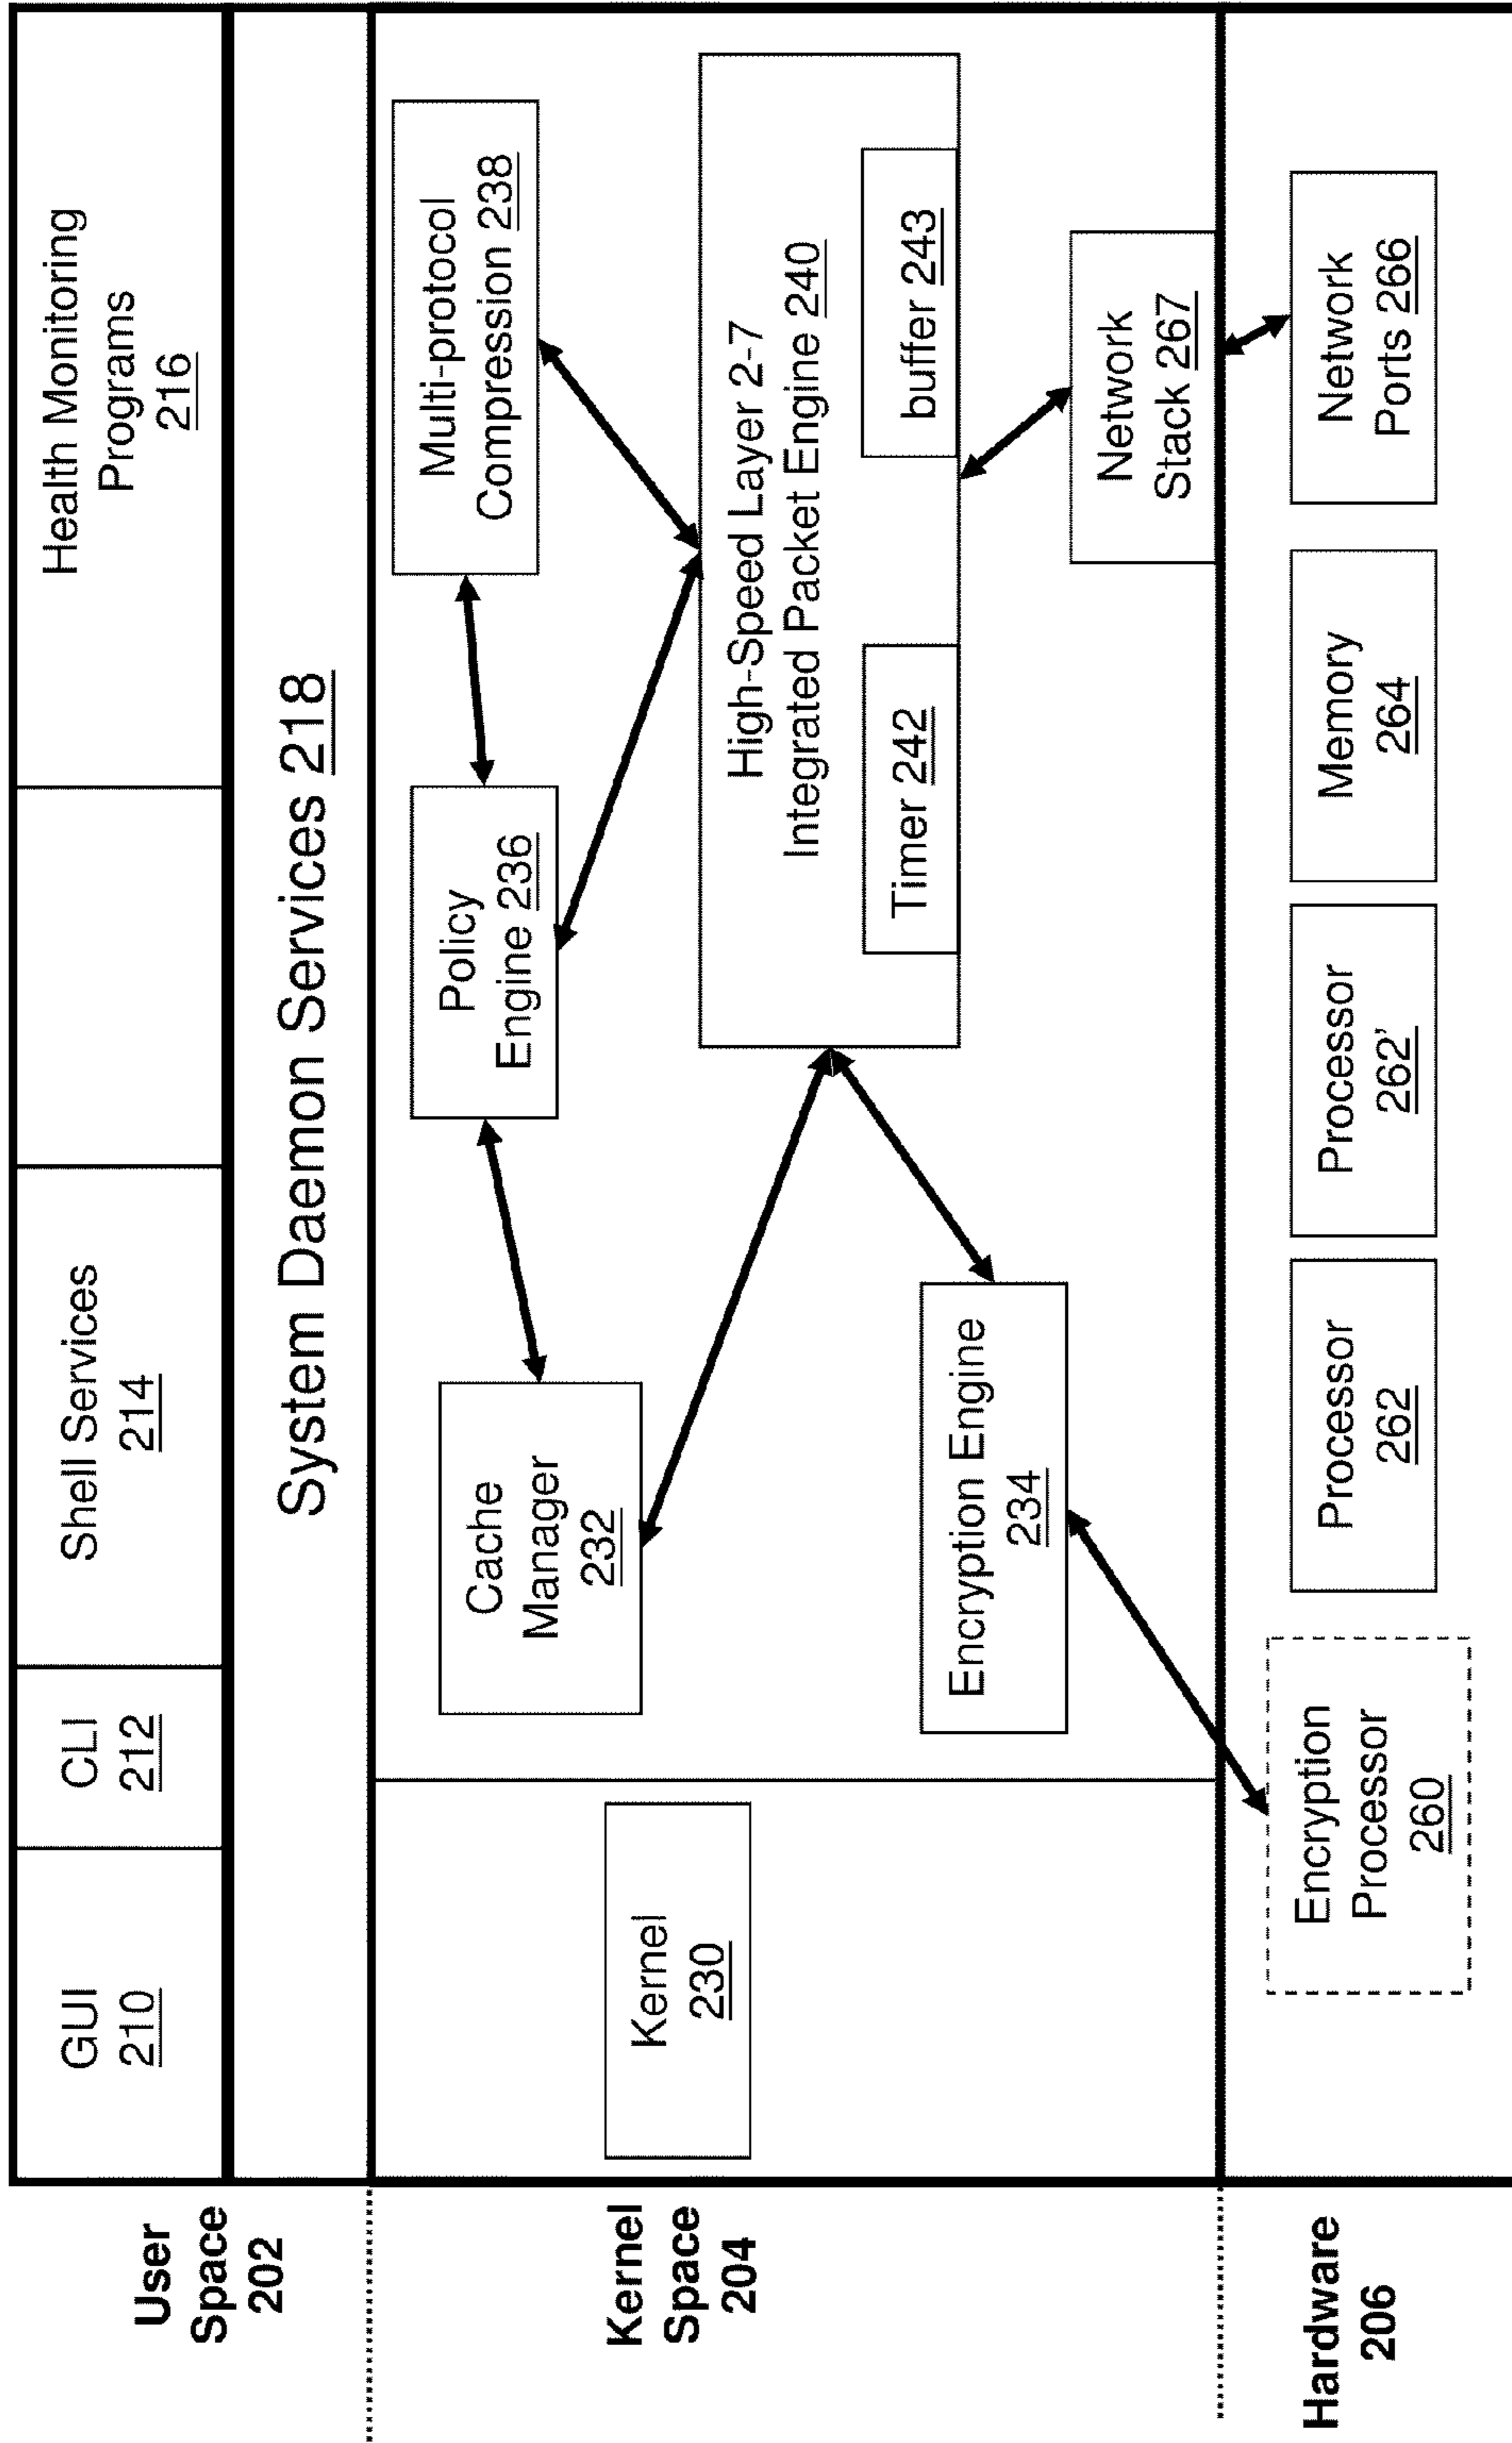 User
Space
202
GUI
210
CLI
212
Shell Services
214
Health Monitoring
Programs
216
System Daemon Services 218
Kernel
Space
204
Kernel
230
Cache
Manager
232
Policy
Engine 236
Multi-protocol
Compression 238
High-Speed Layer 2-7
Integrated Packet Engine 240
Timer 242
buffer 243
Encryption Engine
234
Network
Stack 267
Hardware
206
Encryption
Processor
260
Processor
262
Processor
262’
Memory
264
Network
Ports 266